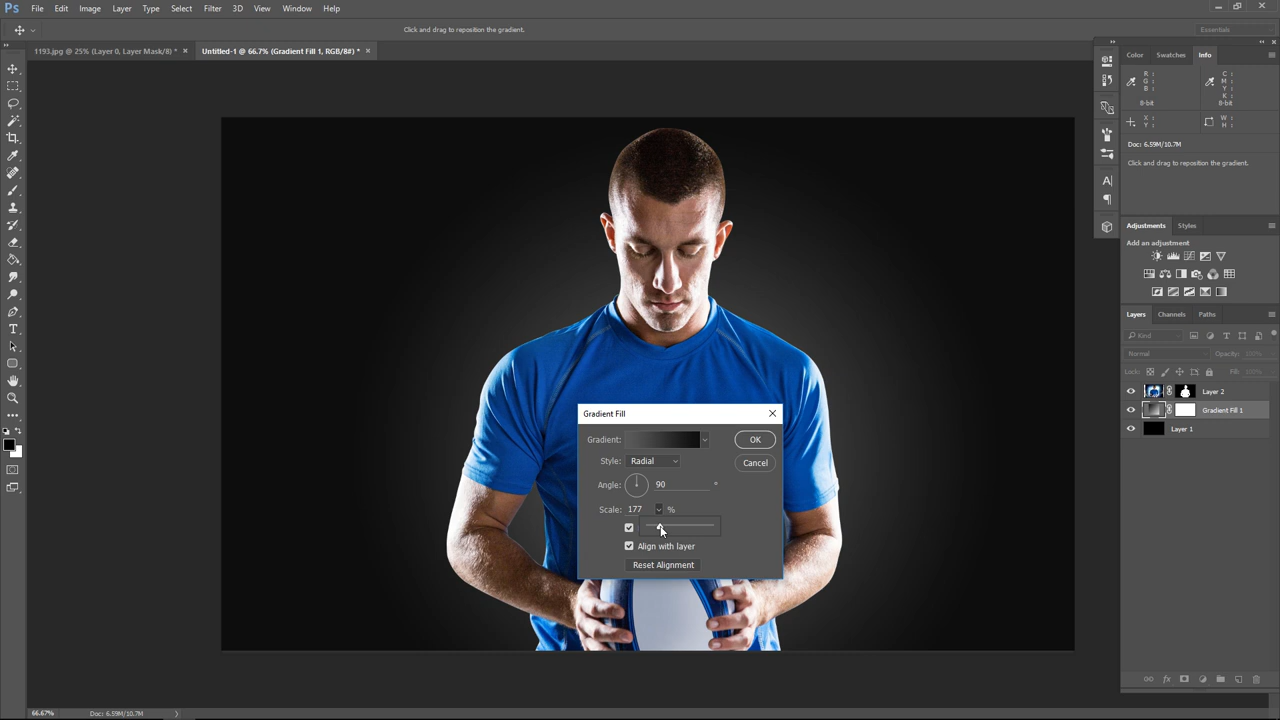 Ps File Edit Image Layer Type Select Filter 3D View Window Help
Click and drag to reposition the gradient.
Essentials
1193.jpg @ 25% (Layer 0, Layer Mask/8) * × Untitled-1 @ 66.7% (Gradient Fill 1, RGB/8#) * ×
Color Swatches Info
R : C :
G : M :
B : Y :
K :
8-bit 8-bit
X : W :
Y : H :
Doc: 6.59M/10.7M
Click and drag to reposition the gradient.
Adjustments Styles
Add an adjustment
Layers Channels Paths
Kind
Normal Opacity: 100%
Lock: Fill: 100%
Layer 2
Gradient Fill 1
Layer 1
Gradient Fill
Gradient: OK
Style: Radial Cancel
Angle: 90 °
Scale: 177 %
Align with layer
Reset Alignment
66.67% Doc: 6.59M/10.7M